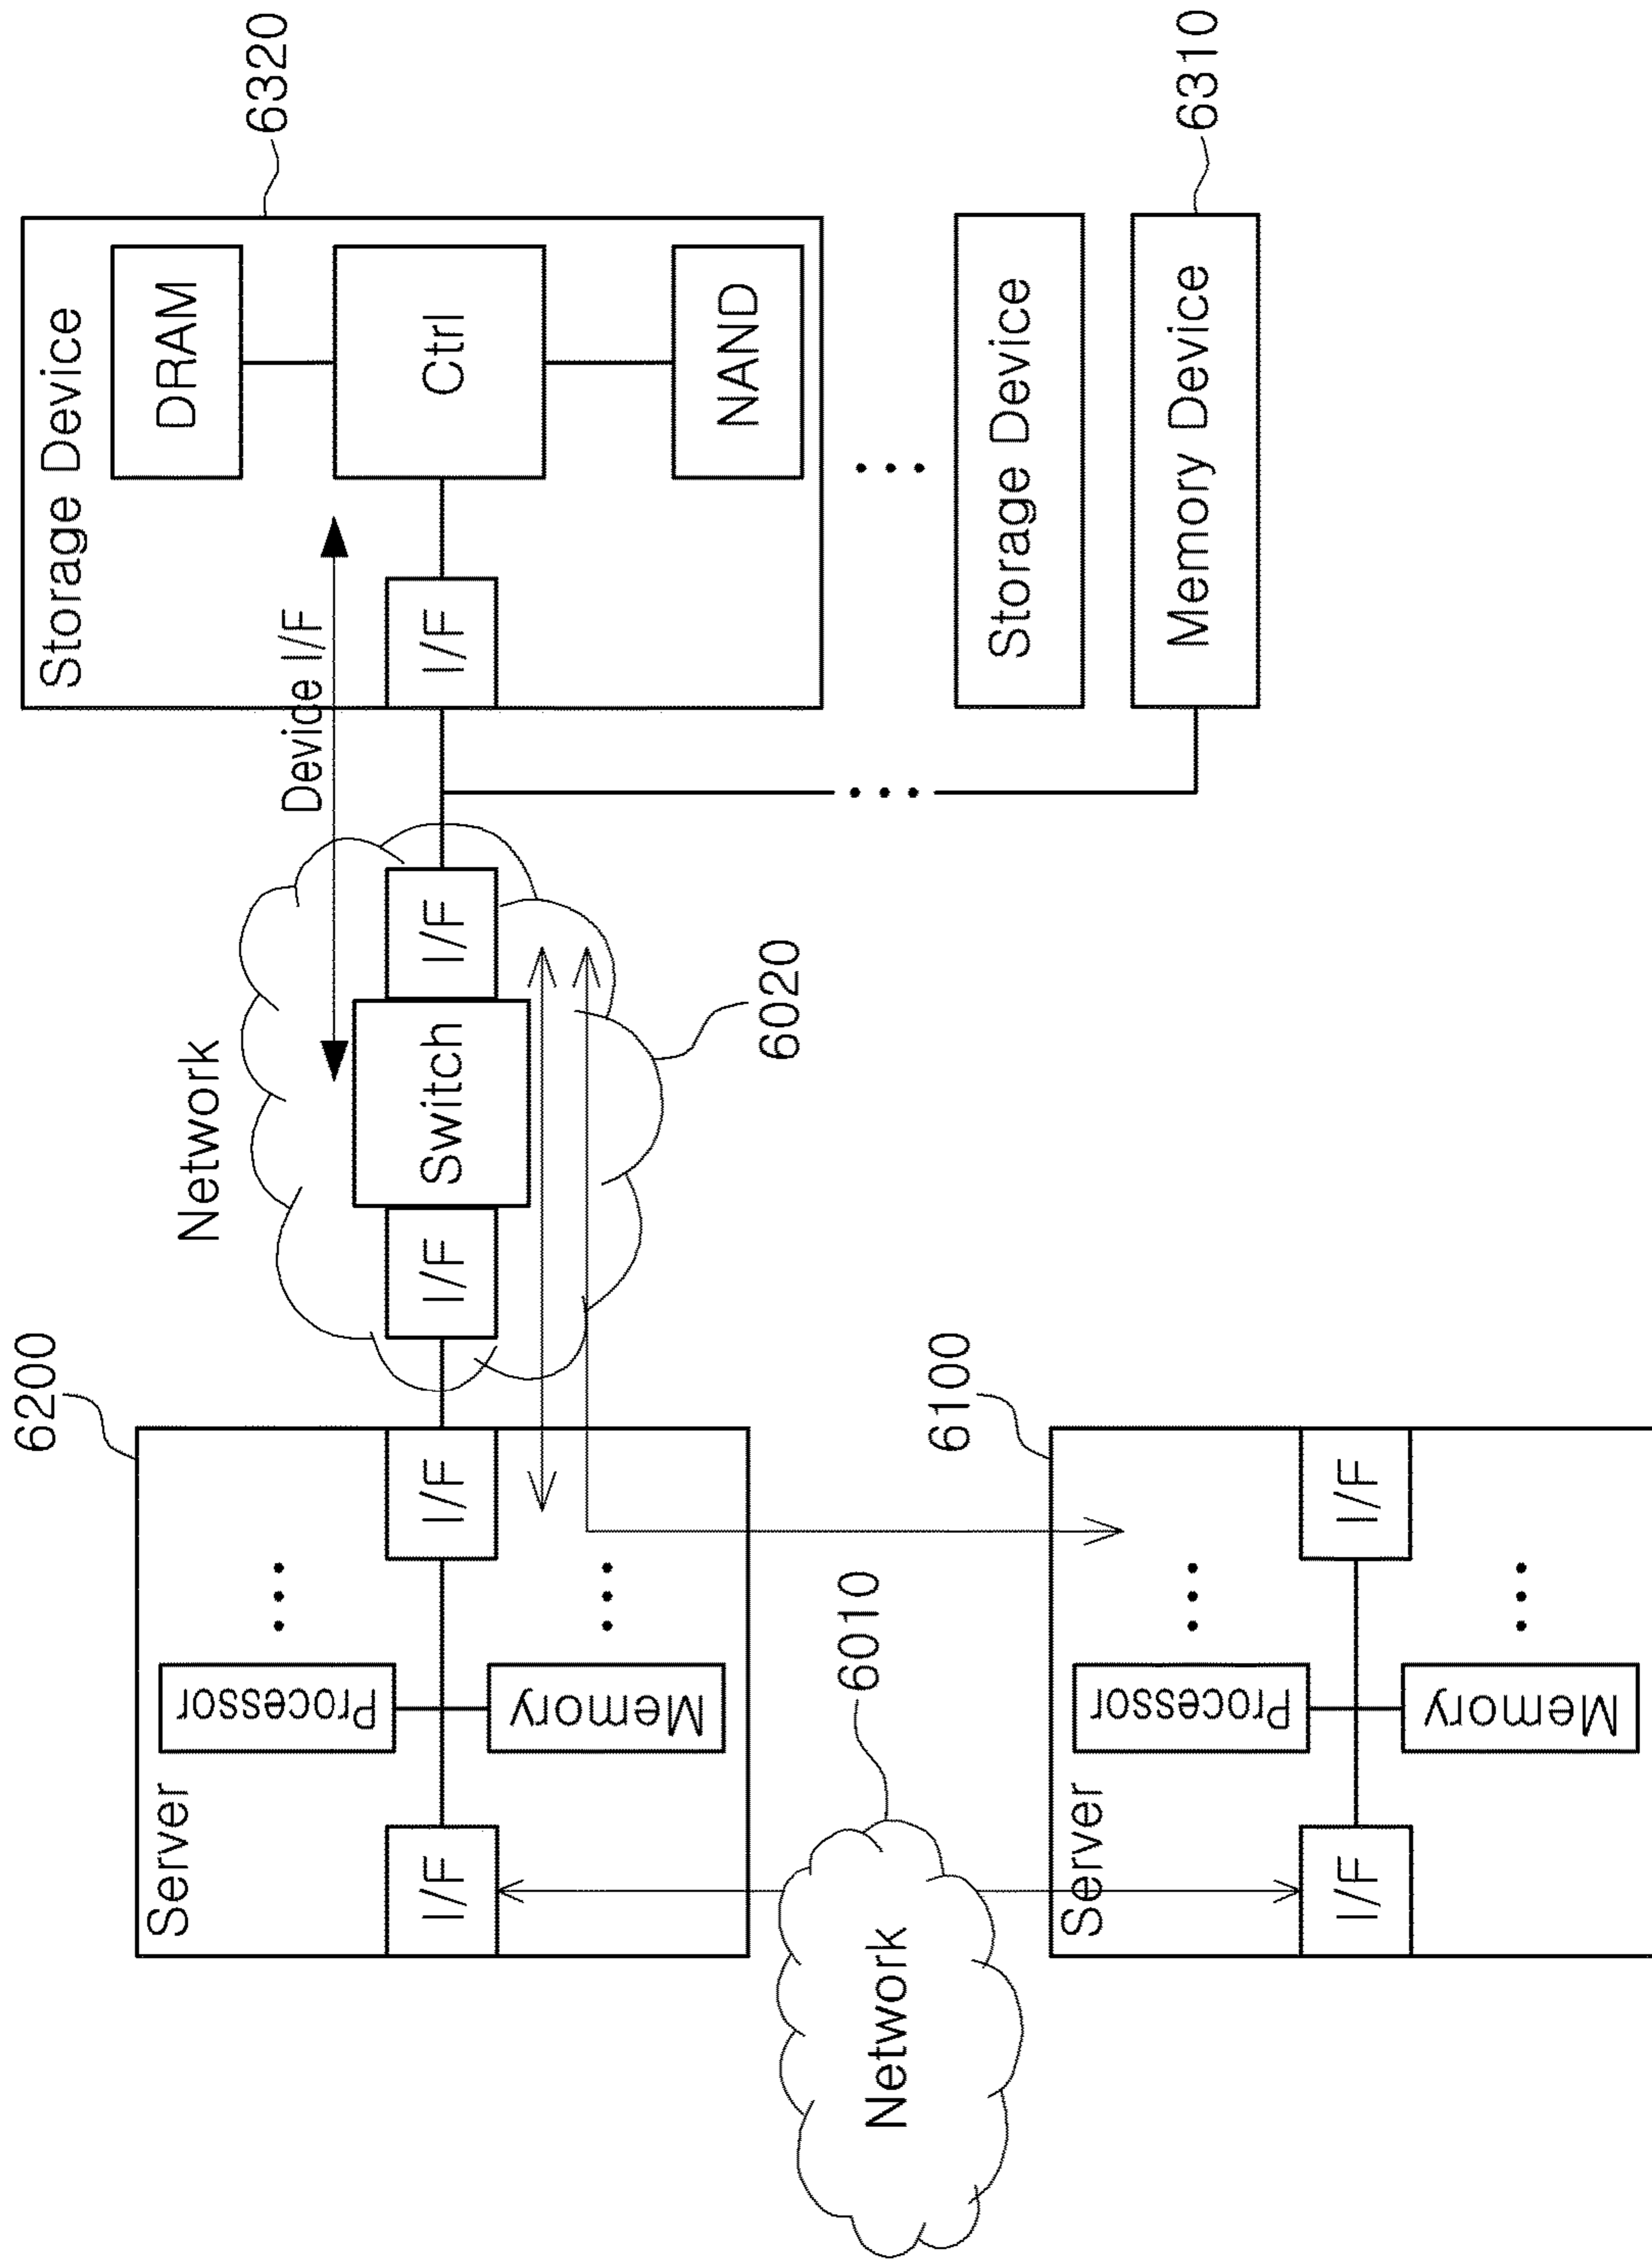 6200
Storage Device
Server
DRAM
Network
6320
Processor
Device I/F
I/F
I/F
I/F
Switch
I/F
I/F
Ctrl
Memory
NAND
6020
6010
Network
6100
Storage Device
Server
Processor
Memory Device
6310
I/F
I/F
Memory